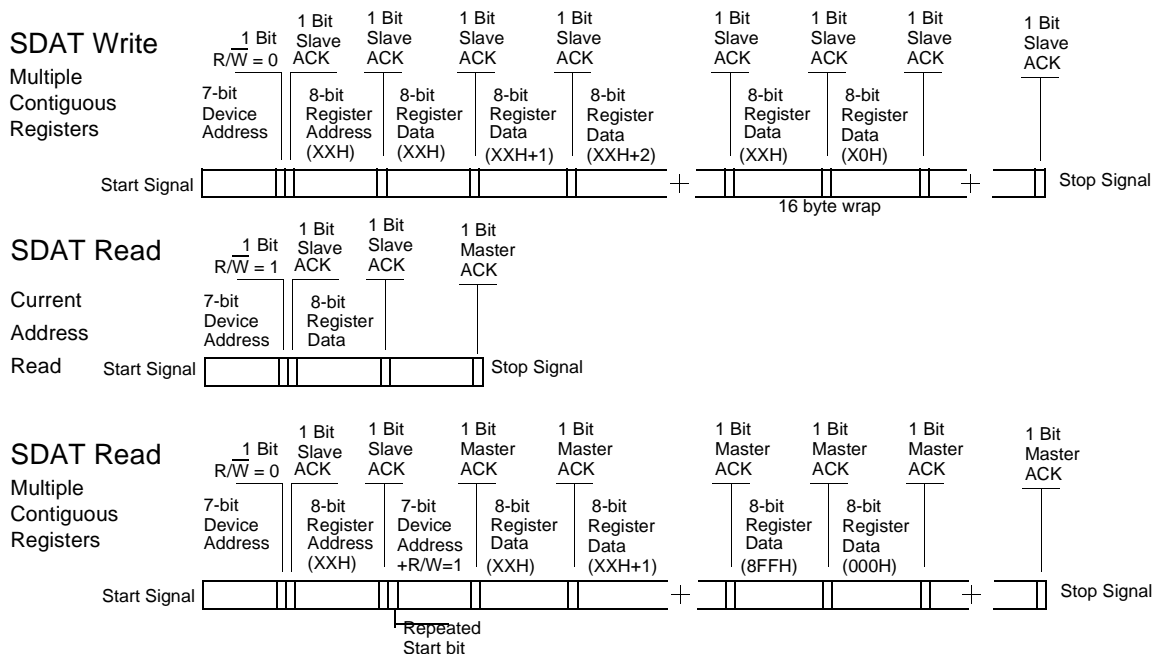 SDAT Write
Multiple
Contiguous
Registers
1 Bit
R/W = 0
1 Bit
Slave
ACK
1 Bit
Slave
ACK
1 Bit
Slave
ACK
1 Bit
Slave
ACK
1 Bit
Slave
ACK
1 Bit
Slave
ACK
1 Bit
Slave
ACK
1 Bit
Slave
ACK
7-bit
Device
Address
8-bit
Register
Address
(XXH)
8-bit
Register
Data
(XXH)
8-bit
Register
Data
(XXH+1)
8-bit
Register
Data
(XXH+2)
8-bit
Register
Data
(XXH)
8-bit
Register
Data
(X0H)
Start Signal
Stop Signal
16 byte wrap
SDAT Read
Current
Address
Read
1 Bit
R/W = 1
1 Bit
Slave
ACK
1 Bit
Slave
ACK
1 Bit
Master
ACK
7-bit
Device
Address
8-bit
Register
Data
Start Signal
Stop Signal
SDAT Read
Multiple
Contiguous
Registers
1 Bit
R/W = 0
1 Bit
Slave
ACK
1 Bit
Slave
ACK
1 Bit
Master
ACK
1 Bit
Master
ACK
1 Bit
Master
ACK
1 Bit
Master
ACK
1 Bit
Master
ACK
1 Bit
Master
ACK
7-bit
Device
Address
8-bit
Register
Address
(XXH)
7-bit
Device
Address
+R/W=1
8-bit
Register
Data
(XXH)
8-bit
Register
Data
(XXH+1)
8-bit
Register
Data
(8FFH)
8-bit
Register
Data
(000H)
Start Signal
Stop Signal
Repeated
Start bit